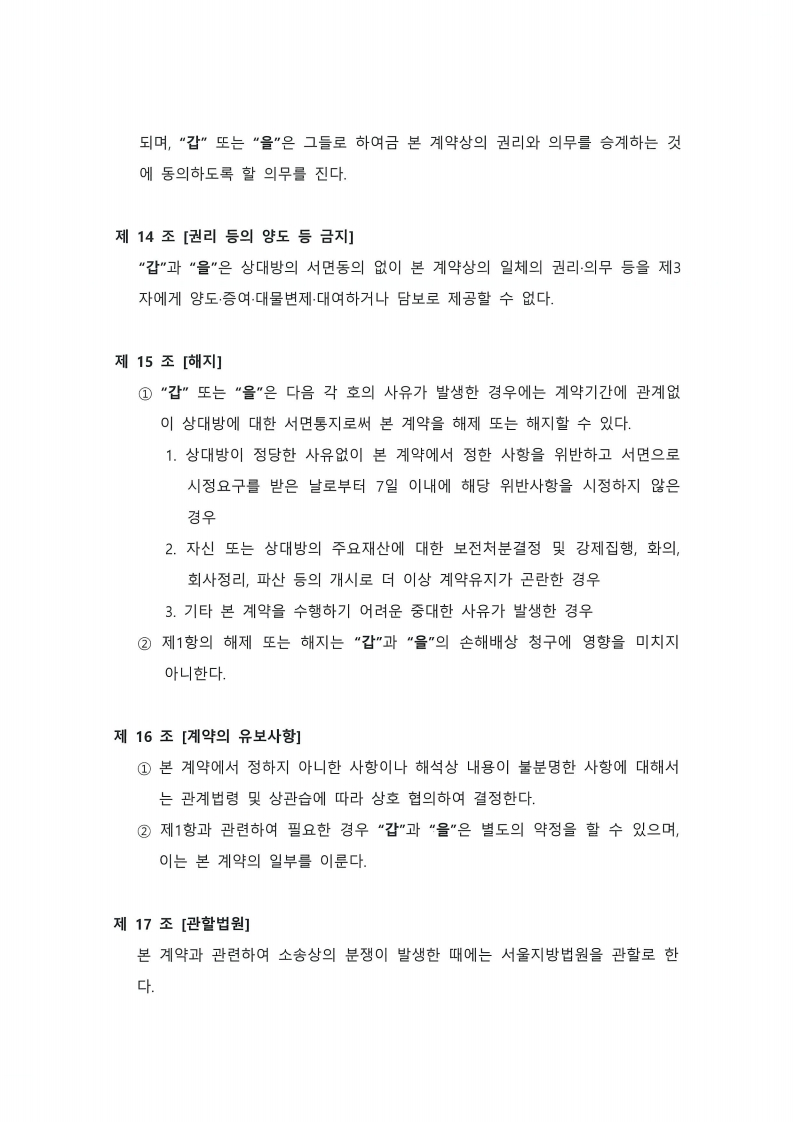 되며, “갑” 또는 “을”은 그들로 하여금 본 계약상의 권리와 의무를 승계하는 것
에 동의하도록 할 의무를 진다.
제 14 조 [권리 등의 양도 등 금지]
“갑”과 “을”은 상대방의 서면동의 없이 본 계약상의 일체의 권리·의무 등을 제3
자에게 양도·증여·대물변제·대여하거나 담보로 제공할 수 없다.
제 15 조 [해지]
① “갑” 또는 “을”은 다음 각 호의 사유가 발생한 경우에는 계약기간에 관계없
이 상대방에 대한 서면통지로써 본 계약을 해제 또는 해지할 수 있다.
1. 상대방이 정당한 사유없이 본 계약에서 정한 사항을 위반하고 서면으로
시정요구를 받은 날로부터 7일 이내에 해당 위반사항을 시정하지 않은
경우
2. 자신 또는 상대방의 주요재산에 대한 보전처분결정 및 강제집행, 화의,
회사정리, 파산 등의 개시로 더 이상 계약유지가 곤란한 경우
3. 기타 본 계약을 수행하기 어려운 중대한 사유가 발생한 경우
② 제1항의 해제 또는 해지는 “갑”과 “을”의 손해배상 청구에 영향을 미치지
아니한다.
제 16 조 [계약의 유보사항]
① 본 계약에서 정하지 아니한 사항이나 해석상 내용이 불분명한 사항에 대해서
는 관계법령 및 상관습에 따라 상호 협의하여 결정한다.
② 제1항과 관련하여 필요한 경우 “갑”과 “을”은 별도의 약정을 할 수 있으며,
이는 본 계약의 일부를 이룬다.
제 17 조 [관할법원]
본 계약과 관련하여 소송상의 분쟁이 발생한 때에는 서울지방법원을 관할로 한
다.